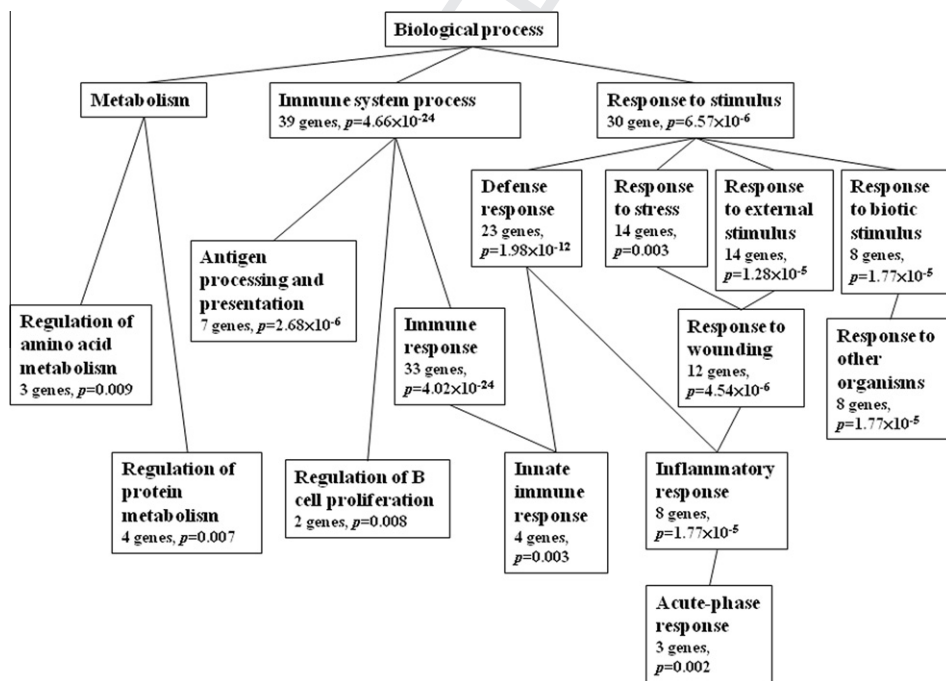 Biological process
Metabolism
Immune system process
39 genes, p=4.66×10⁻²⁴
Response to stimulus
30 gene, p=6.57×10⁻⁶
Defense
response
23 genes,
p=1.98×10⁻¹²
Response
to stress
14 genes,
p=0.003
Response
to external
stimulus
14 genes,
p=1.28×10⁻⁵
Response
to biotic
stimulus
8 genes,
p=1.77×10⁻⁵
Antigen
processing and
presentation
7 genes, p=2.68×10⁻⁶
Regulation of
amino acid
metabolism
3 genes, p=0.009
Immune
response
33 genes,
p=4.02×10⁻²⁴
Response to
wounding
12 genes,
p=4.54×10⁻⁶
Response to
other
organisms
8 genes,
p=1.77×10⁻⁵
Regulation of
protein
metabolism
4 genes, p=0.007
Regulation of B
cell proliferation
2 genes, p=0.008
Innate
immune
response
4 genes,
p=0.003
Inflammatory
response
8 genes,
p=1.77×10⁻⁵
Acute-phase
response
3 genes,
p=0.002